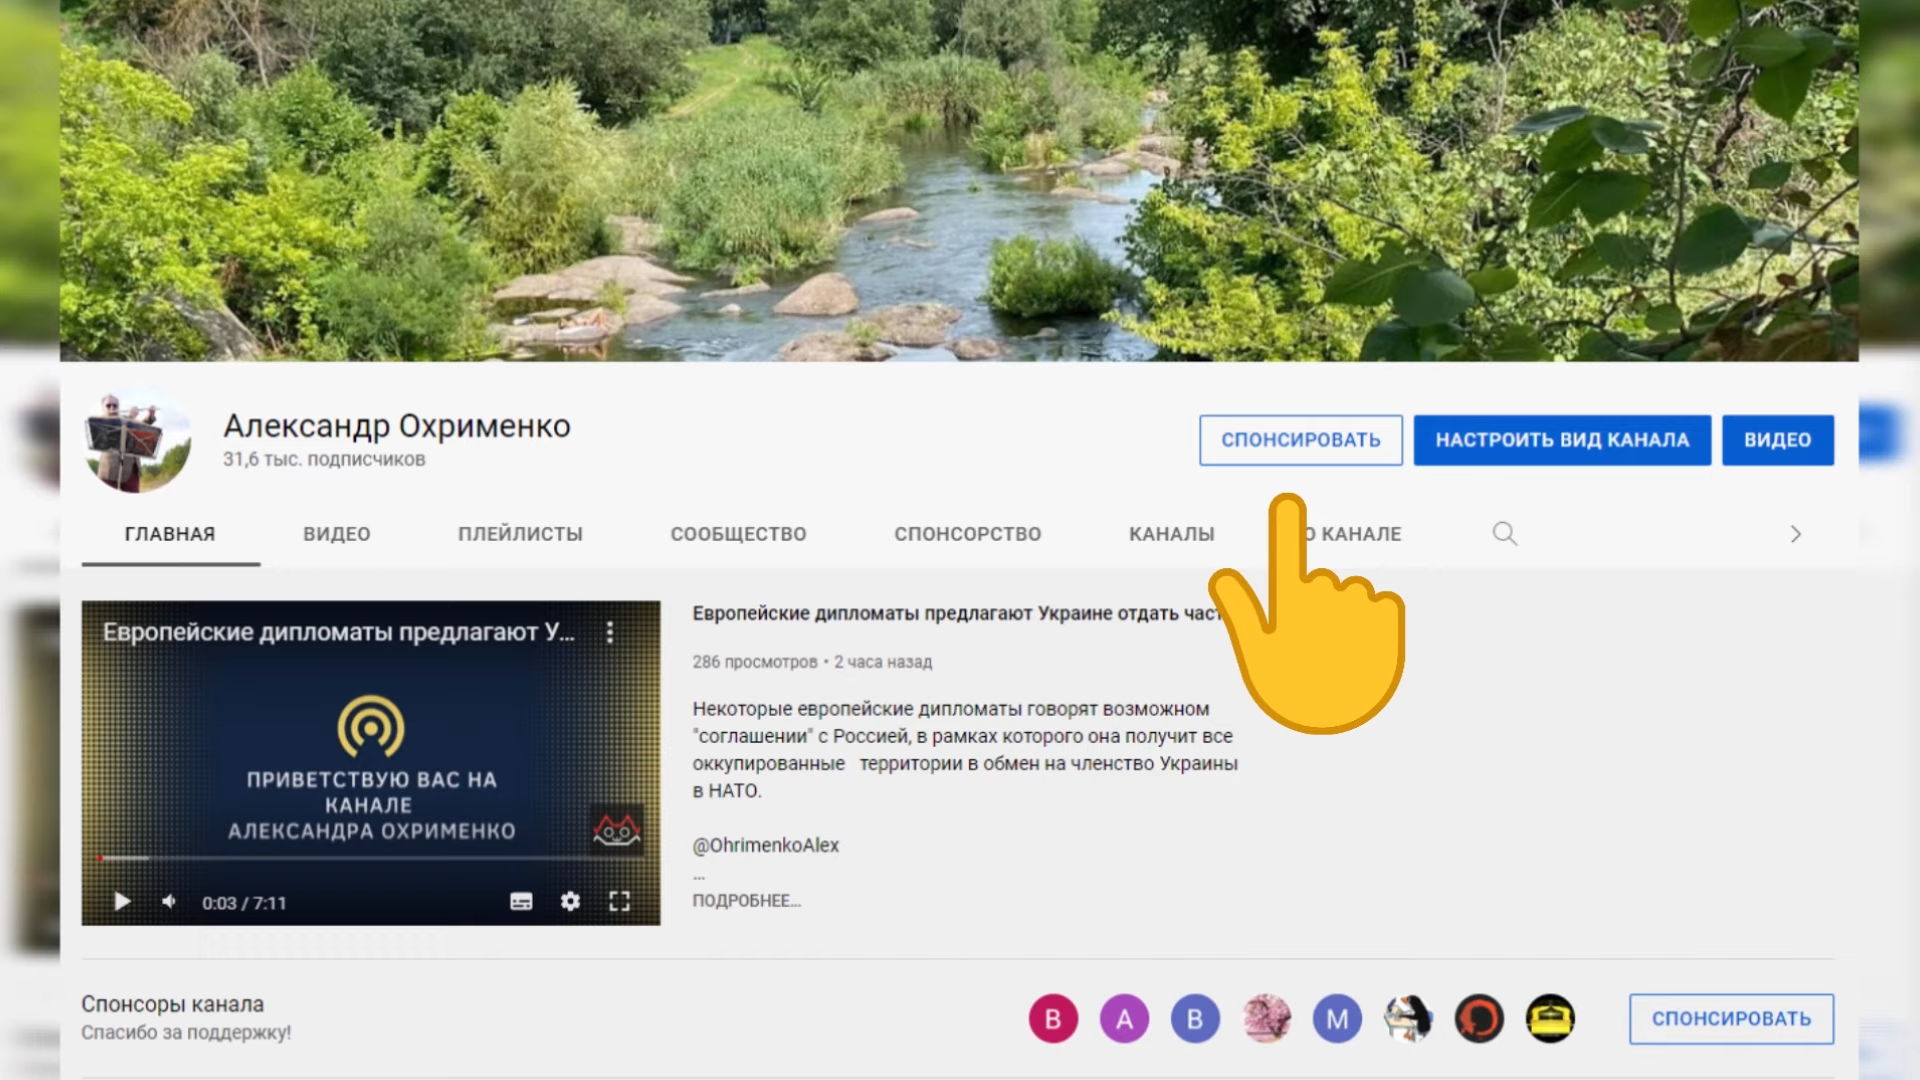 Александр Охрименко
31,6 тыс. подписчиков
СПОНСИРОВАТЬ
НАСТРОИТЬ ВИД КАНАЛА
ВИДЕО
ГЛАВНАЯ
ВИДЕО
ПЛЕЙЛИСТЫ
СООБЩЕСТВО
СПОНСОРСТВО
КАНАЛЫ
О КАНАЛЕ
Европейские дипломаты предлагают У...
ПРИВЕТСТВУЮ ВАС НА
КАНАЛЕ
АЛЕКСАНДРА ОХРИМЕНКО
0:03 / 7:11
Европейские дипломаты предлагают Украине отдать
286 просмотров • 2 часа назад
Некоторые европейские дипломаты говорят возможном
"соглашении" с Россией, в рамках которого она получит все
оккупированные территории в обмен на членство Украины
в НАТО.
@OhrimenkoAlex
...
ПОДРОБНЕЕ...
Спонсоры канала
Спасибо за поддержку!
В
А
В
М
СПОНСИРОВАТЬ